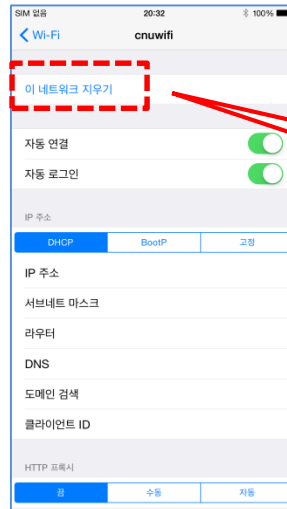 SIM 없음 20:32 100%
Wi-Fi cnuwifi
이 네트워크 지우기
자동 연결
자동 로그인
IP 주소
DHCP BootP 고정
IP 주소
서브네트 마스크
라우터
DNS
도메인 검색
클라이언트 ID
HTTP 프록시
끔 수동 자동